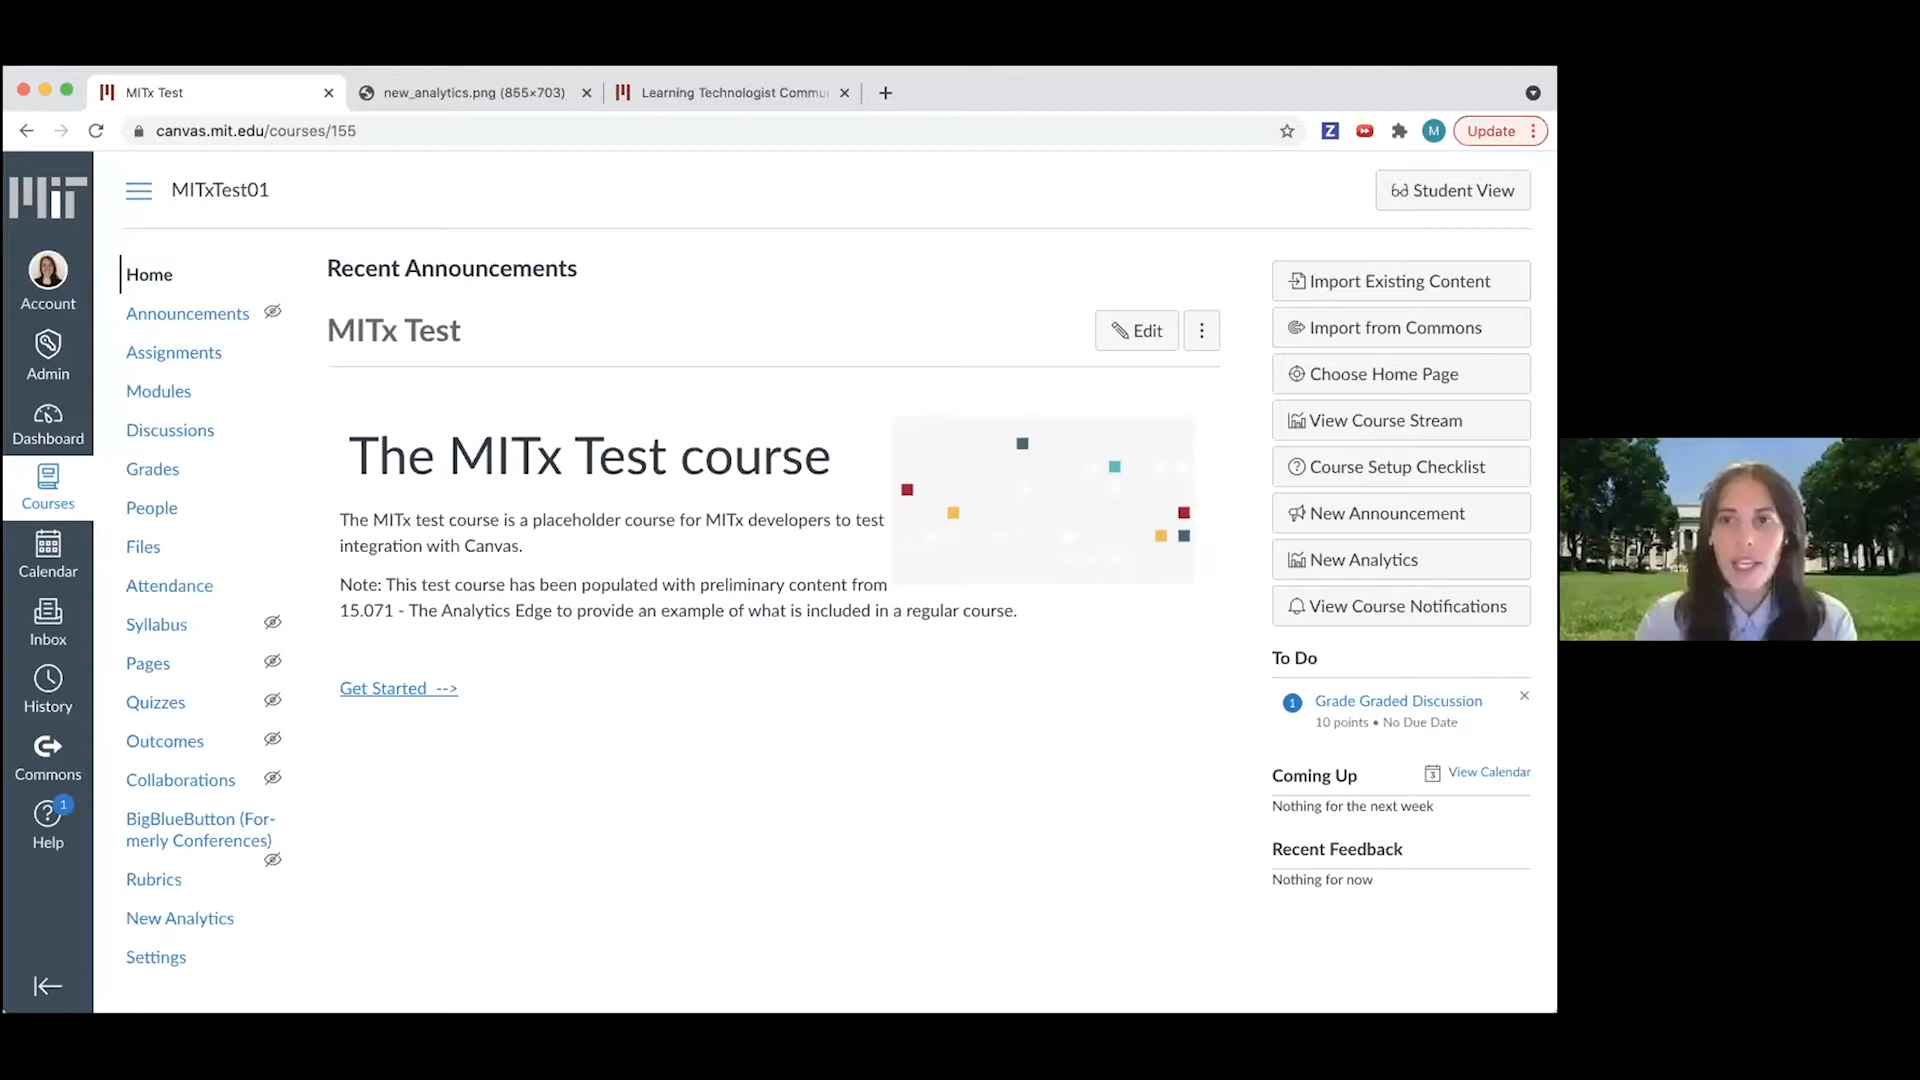 MITx Test
new_analytics.png (855×703)
Learning Technologist Commu
canvas.mit.edu/courses/155
Z
M
Update
MIT
MITxTest01
Student View
Account
Admin
Dashboard
Courses
Calendar
Inbox
History
Commons
1
Help
Home
Announcements
Assignments
Modules
Discussions
Grades
People
Files
Attendance
Syllabus
Pages
Quizzes
Outcomes
Collaborations
BigBlueButton (For-
merly Conferences)
Rubrics
New Analytics
Settings
Recent Announcements
MITx Test
Edit
The MITx Test course
The MITx test course is a placeholder course for MITx developers to test
integration with Canvas.
Note: This test course has been populated with preliminary content from
15.071 - The Analytics Edge to provide an example of what is included in a regular course.
Get Started -->
Import Existing Content
Import from Commons
Choose Home Page
View Course Stream
Course Setup Checklist
New Announcement
New Analytics
View Course Notifications
To Do
1
Grade Graded Discussion
10 points • No Due Date
Coming Up
3
View Calendar
Nothing for the next week
Recent Feedback
Nothing for now